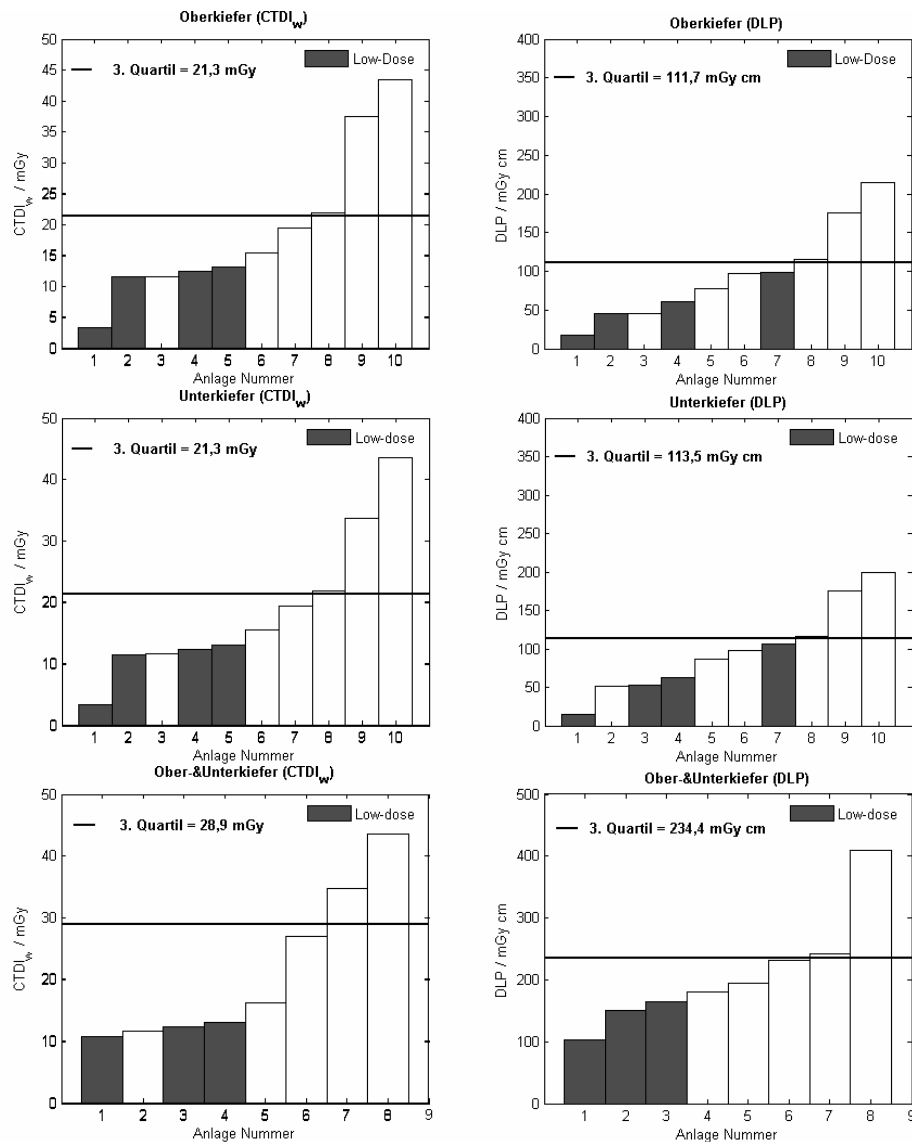 Oberkiefer (CTDIw)
50
45
40
35
30
25
20
15
10
5
0
CTDIw / mGy
Low-Dose
3. Quartil = 21,3 mGy
1 2 3 4 5 6 7 8 9 10
Anlage Nummer
Oberkiefer (DLP)
400
350
300
250
200
150
100
50
0
DLP / mGy cm
Low-Dose
3. Quartil = 111,7 mGy cm
1 2 3 4 5 6 7 8 9 10
Anlage Nummer
Unterkiefer (CTDIw)
50
40
30
20
10
0
CTDIw / mGy
Low-dose
3. Quartil = 21,3 mGy
1 2 3 4 5 6 7 8 9 10
Anlage Nummer
Unterkiefer (DLP)
400
350
300
250
200
150
100
50
0
DLP / mGy cm
Low-dose
3. Quartil = 113,5 mGy cm
1 2 3 4 5 6 7 8 9 10
Anlage Nummer
Ober-&Unterkiefer (CTDIw)
50
40
30
20
10
0
CTDIw / mGy
Low-dose
3. Quartil = 28,9 mGy
1 2 3 4 5 6 7 8 9
Anlage Nummer
Ober-&Unterkiefer (DLP)
500
400
300
200
100
0
DLP / mGy cm
Low-dose
3. Quartil = 234,4 mGy cm
1 2 3 4 5 6 7 8 9
Anlage Nummer